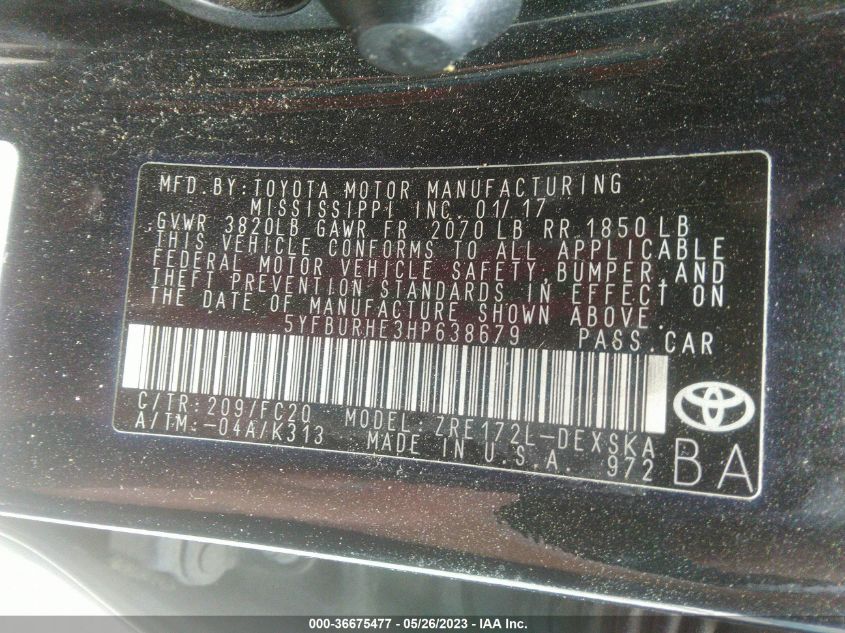 MFD.BY:TOYOTA MOTOR MANUFACTURING
MISSISSIPPI INC. 01/17
GVWR 3820LB GAWR FR 2070 LB RR 1850 LB
THIS VEHICLE CONFORMS TO ALL APPLICABLE
FEDERAL MOTOR VEHICLE SAFETY,BUMPER,AND
THEFT PREVENTION STANDARDS IN EFFECT ON
THE DATE OF MANUFACTURE SHOWN ABOVE.
5YFBURHE3HP638679 PASS.CAR
C/TR:209/FC20 MODEL:ZRE172L-DEXSKA
A/TM:-04A/K313 MADE IN U.S.A. 972
BA
000-36675477 - 05/26/2023 - IAA Inc.